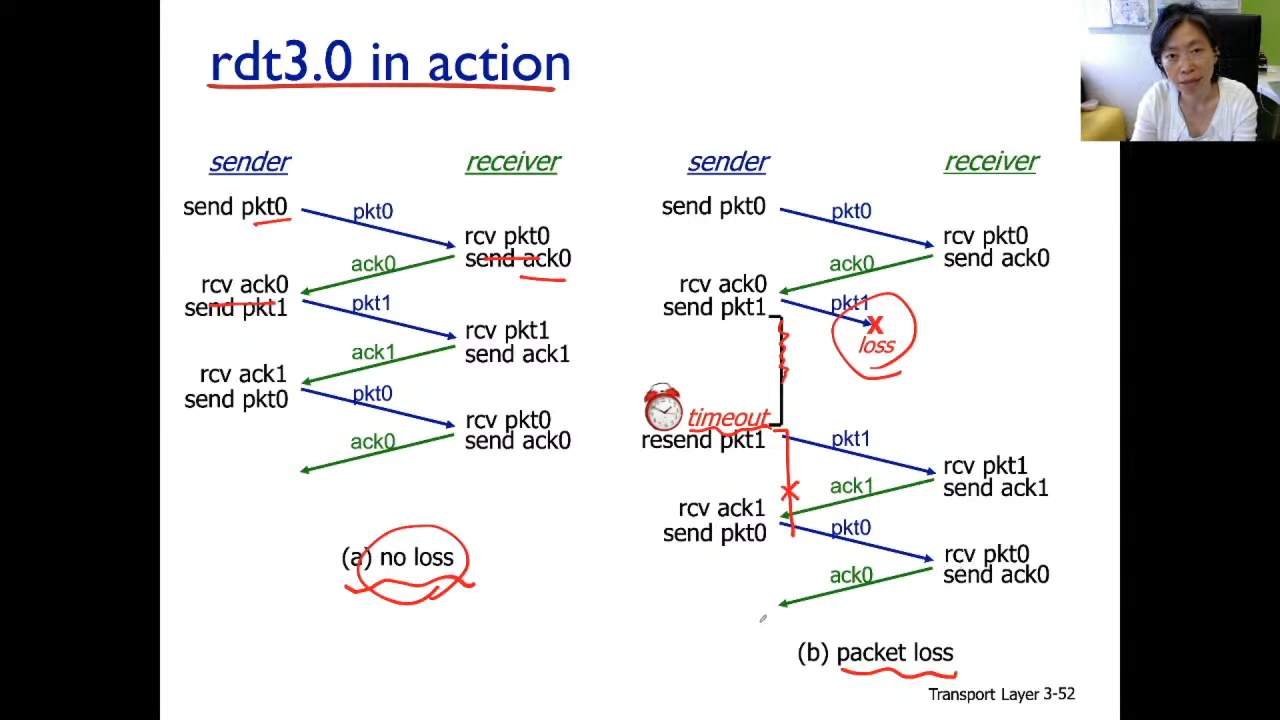 rdt3.0 in action
sender
receiver
send pkt0
pkt0
rcv pkt0
send ack0
ack0
rcv ack0
send pkt1
pkt1
rcv pkt1
send ack1
ack1
rcv ack1
send pkt0
pkt0
rcv pkt0
send ack0
ack0
(a) no loss
sender
receiver
send pkt0
pkt0
rcv pkt0
send ack0
ack0
rcv ack0
send pkt1
pkt1
X
loss
timeout
resend pkt1
pkt1
rcv pkt1
send ack1
ack1
rcv ack1
send pkt0
pkt0
rcv pkt0
send ack0
ack0
(b) packet loss
Transport Layer 3-52